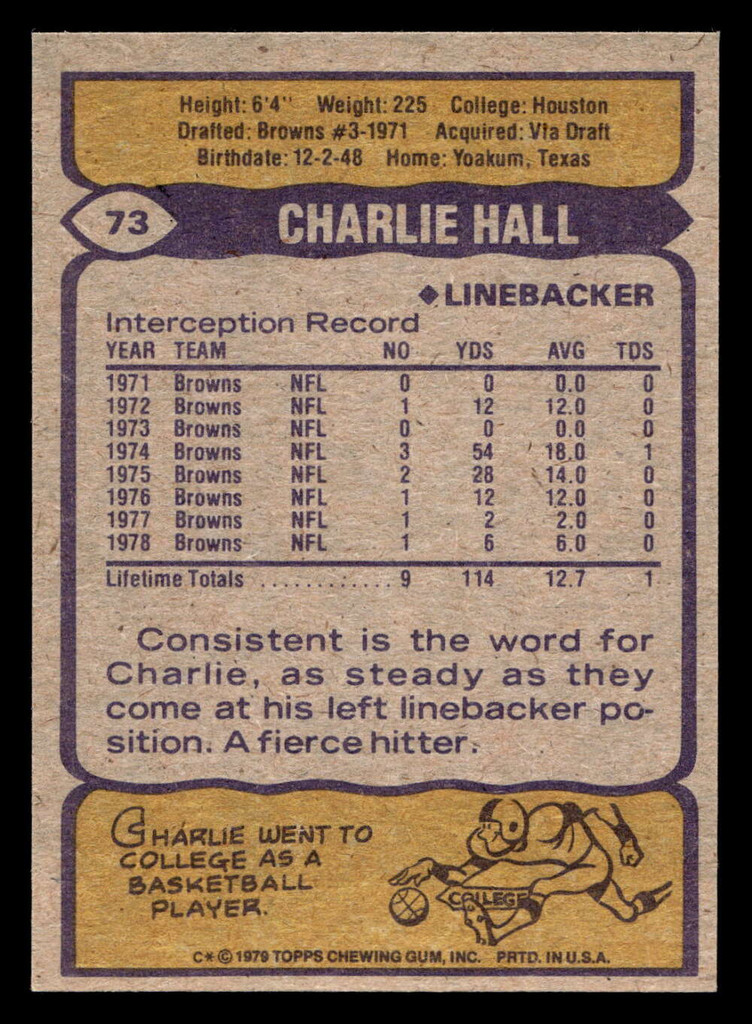 Height: 6'4" Weight: 225 College: Houston
Drafted: Browns #3-1971 Acquired: Via Draft
Birthdate: 12-2-48 Home: Yoakum, Texas
73 CHARLIE HALL
◆LINEBACKER
Interception Record
YEAR TEAM NO YDS AVG TDS
1971 Browns NFL 0 0 0.0 0
1972 Browns NFL 1 12 12.0 0
1973 Browns NFL 0 0 0.0 0
1974 Browns NFL 3 54 18.0 1
1975 Browns NFL 2 28 14.0 0
1976 Browns NFL 1 12 12.0 0
1977 Browns NFL 1 2 2.0 0
1978 Browns NFL 1 6 6.0 0
Lifetime Totals ............ 9 114 12.7 1
Consistent is the word for
Charlie, as steady as they
come at his left linebacker po-
sition. A fierce hitter.
CHARLIE WENT TO
COLLEGE AS A
BASKETBALL
PLAYER.
COLLEGE
C* © 1979 TOPPS CHEWING GUM, INC. PRTD. IN U.S.A.